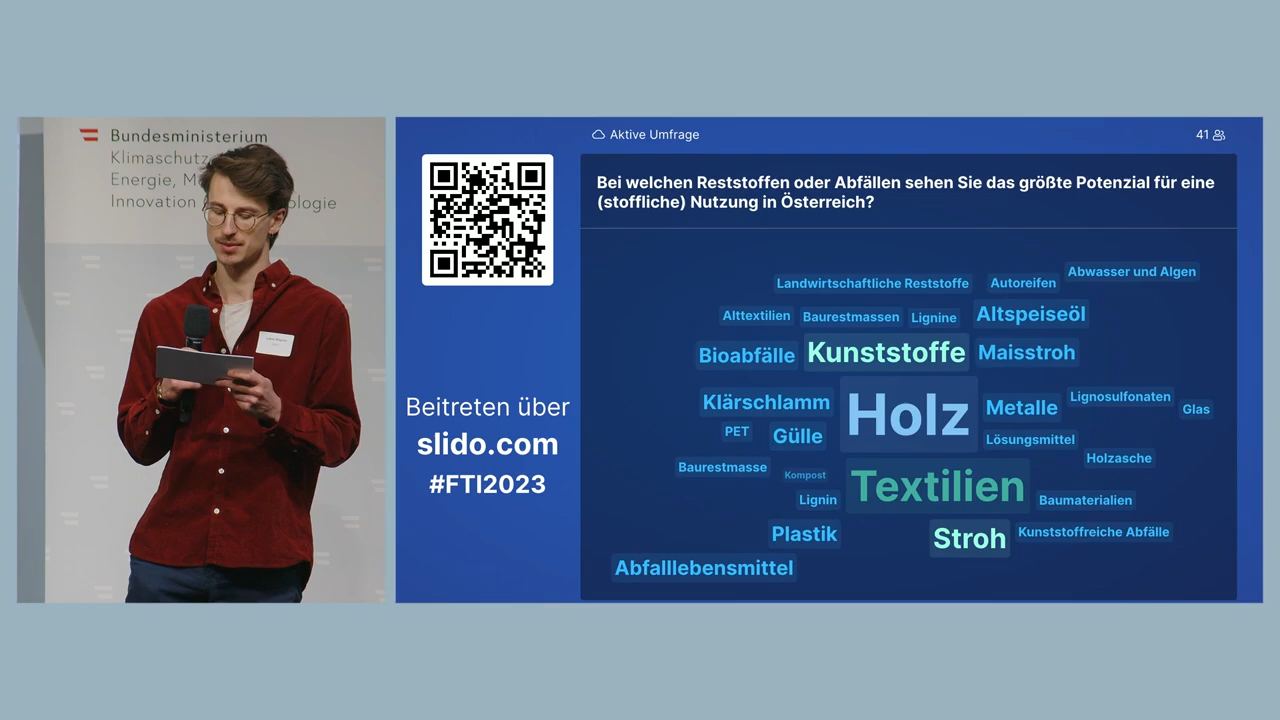 Bundesministerium
Klimaschutz,
Energie, M
Innovation ologie
Aktive Umfrage
41
Bei welchen Reststoffen oder Abfällen sehen Sie das größte Potenzial für eine
(stoffliche) Nutzung in Österreich?
Beitreten über
slido.com
#FTI2023
Abwasser und Algen
Landwirtschaftliche Reststoffe Autoreifen
Alttextilien Baurestmassen Lignine Altspeiseöl
Bioabfälle Kunststoffe Maisstroh
Klärschlamm Holz Metalle Lignosulfonaten Glas
PET Gülle Lösungsmittel
Baurestmasse Kompost Holzasche
Lignin Textilien Baumaterialien
Plastik Stroh Kunststoffreiche Abfälle
Abfalllebensmittel